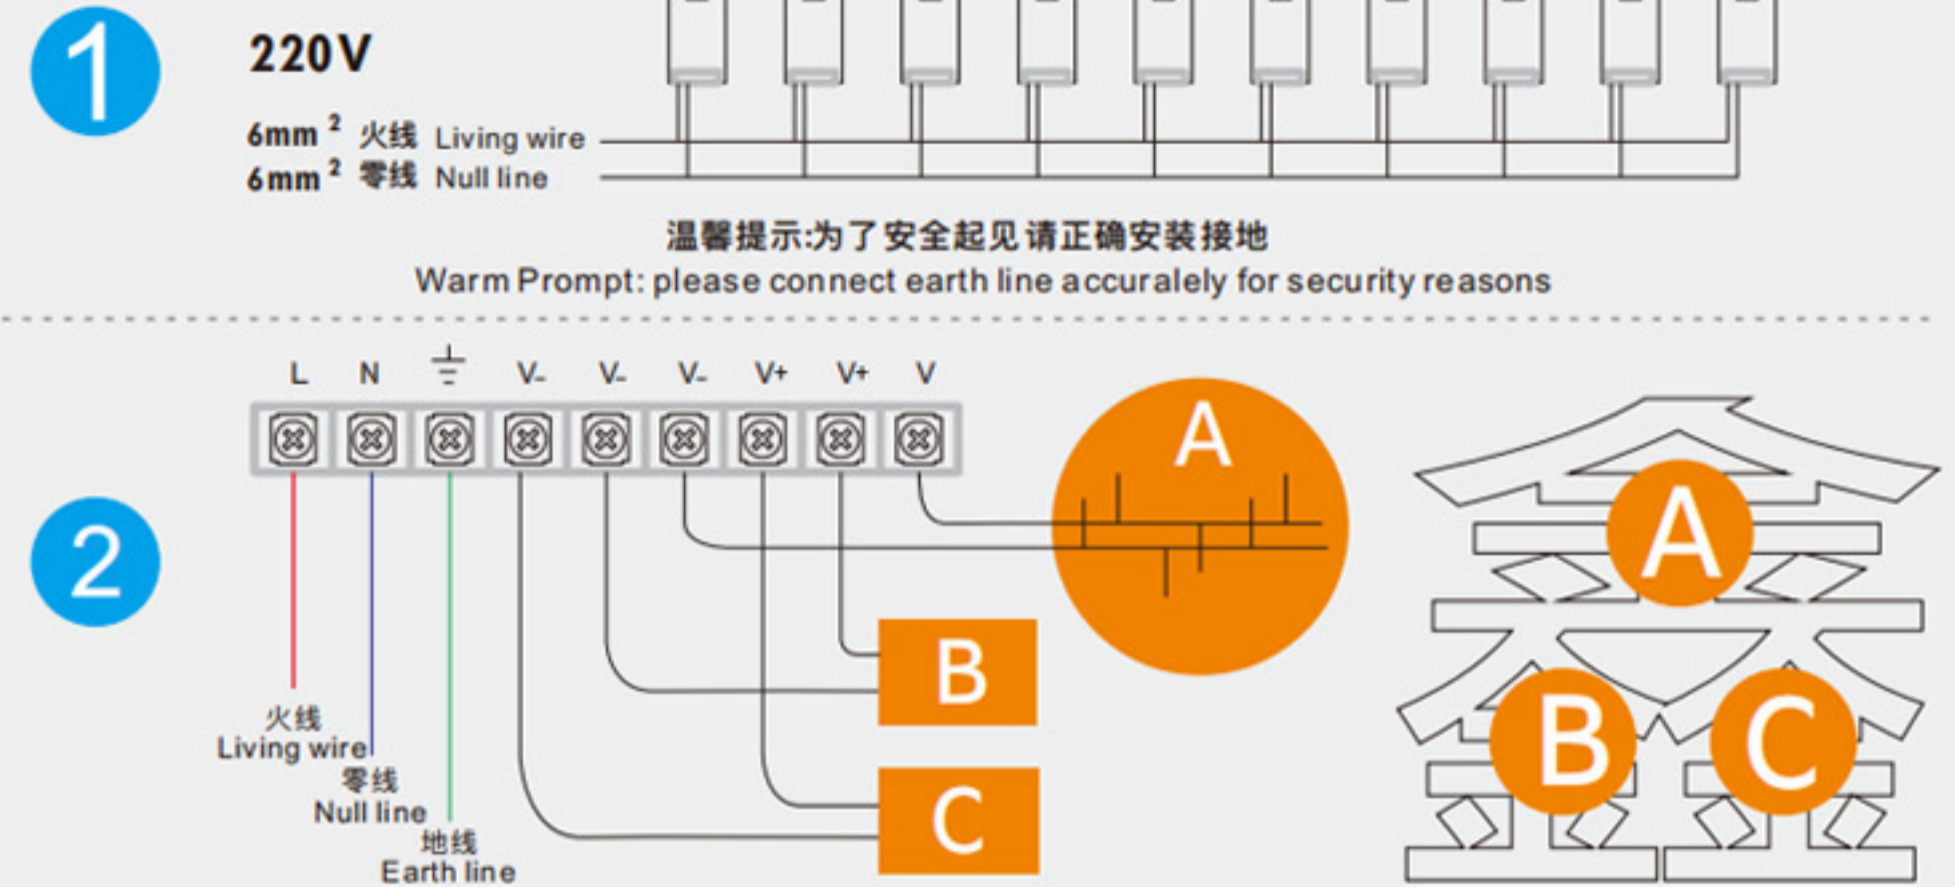 1
220V
6mm² 火线 Living wire
6mm² 零线 Null line
温馨提示:为了安全起见请正确安装接地
Warm Prompt: please connect earth line accuralely for security reasons
L N V- V- V- V+ V+ V
2
A
B
C
A
B
C
火线
Living wire
零线
Null line
地线
Earth line